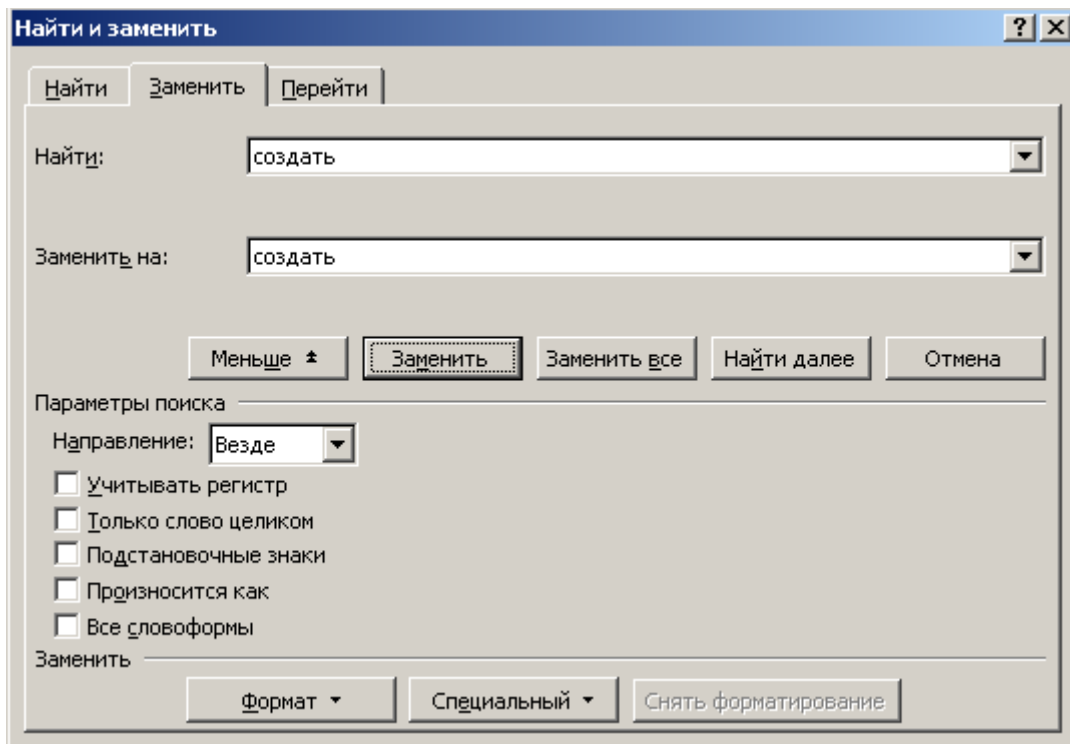 Найти и заменить
Найти Заменить Перейти
Найти: создать
Заменить на: создать
Меньше Заменить Заменить все Найти далее Отмена
Параметры поиска
Направление: Везде
Учитывать регистр
Только слово целиком
Подстановочные знаки
Произносится как
Все словоформы
Заменить
Формат Специальный Снять форматирование